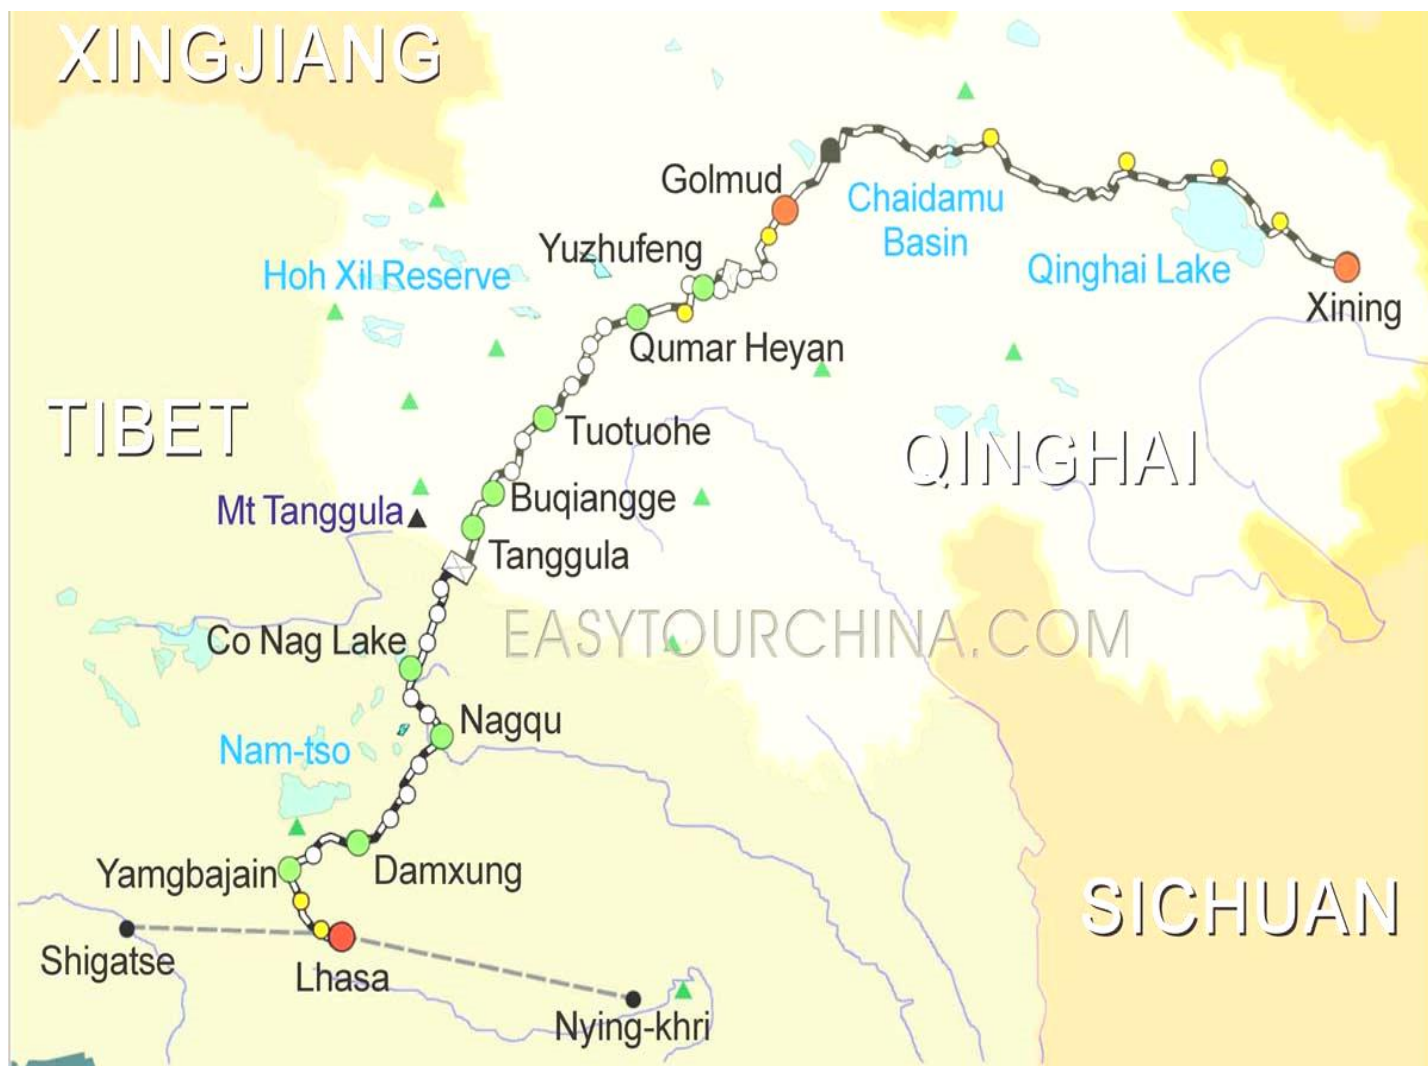 XINGJIANG
Golmud
Chaidamu
Basin
Yuzhufeng
Hoh Xil Reserve
Qinghai Lake
Xining
Qumar Heyan
TIBET
Tuotuohe
QINGHAI
Buqiangge
Mt Tanggula
Tanggula
EASYTOURCHINA.COM
Co Nag Lake
Nagqu
Nam-tso
Yamgbajain
Damxung
SICHUAN
Shigatse
Lhasa
Nying-khri